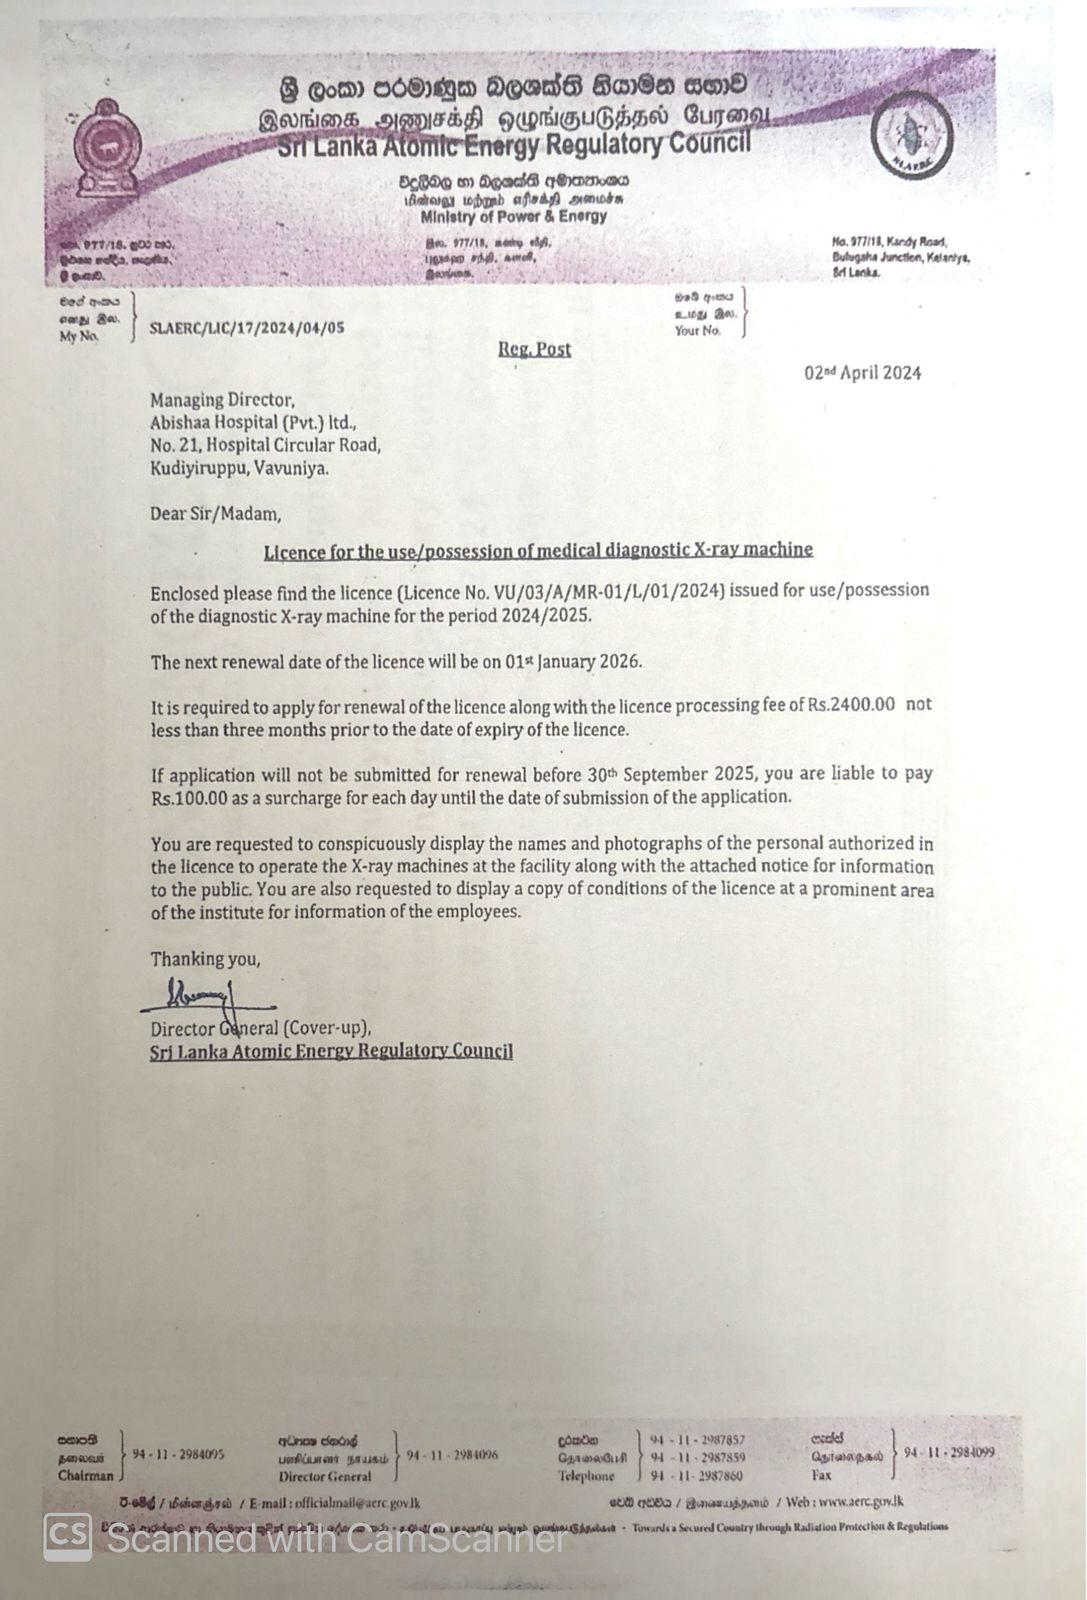 ශ්‍රී ලංකා පරමාණුක බලශක්ති නියාමන සභාව
இலங்கை அணுசக்தி ஒழுங்குபடுத்தல் பேரவை
Sri Lanka Atomic Energy Regulatory Council
විදුලිබල හා බලශක්ති අමාත්‍යාංශය
மின்வலு மற்றும் எரிசக்தி அமைச்சு
Ministry of Power & Energy
977/18,
இல. 977/18, கண்டி வீதி,
இலங்கை.
No. 977/18, Kandy Road,
Bulugaha Junction, Kelaniya,
Sri Lanka.
මගේ අංකය
எனது இல.
My No.
SLAERC/LIC/17/2024/04/05
ඔබේ අංකය
உமது இல.
Your No.
Reg. Post
02nd April 2024
Managing Director,
Abishaa Hospital (Pvt.) ltd.,
No. 21, Hospital Circular Road,
Kudiyiruppu, Vavuniya.
Dear Sir/Madam,
Licence for the use/possession of medical diagnostic X-ray machine
Enclosed please find the licence (Licence No. VU/03/A/MR-01/L/01/2024) issued for use/possession
of the diagnostic X-ray machine for the period 2024/2025.
The next renewal date of the licence will be on 01st January 2026.
It is required to apply for renewal of the licence along with the licence processing fee of Rs.2400.00 not
less than three months prior to the date of expiry of the licence.
If application will not be submitted for renewal before 30th September 2025, you are liable to pay
Rs.100.00 as a surcharge for each day until the date of submission of the application.
You are requested to conspicuously display the names and photographs of the personal authorized in
the licence to operate the X-ray machines at the facility along with the attached notice for information
to the public. You are also requested to display a copy of conditions of the licence at a prominent area
of the institute for information of the employees.
Thanking you,
Director General (Cover-up),
Sri Lanka Atomic Energy Regulatory Council
සභාපති
தலைவர்
Chairman
94 - 11 - 2984095
අධ්‍යක්ෂ ජනරාල්
பணிப்பாளர் நாயகம்
Director General
94 - 11 - 2984096
දුරකථන
தொலைபேசி
Telephone
94 - 11 - 2987857
94 - 11 - 2987859
94 - 11- 2987860
ෆැක්ස්
தொலைநகல்
Fax
94 - 11 - 2984099
ඊ-මේල් / மின்னஞ்சல் / E-mail : officialmail@aerc.gov.lk
වෙබ් අඩවිය / இணையத்தளம் / Web : www.aerc.gov.lk
Towards a Secured Country through Radiation Protection & Regulations
CS Scanned with CamScanner